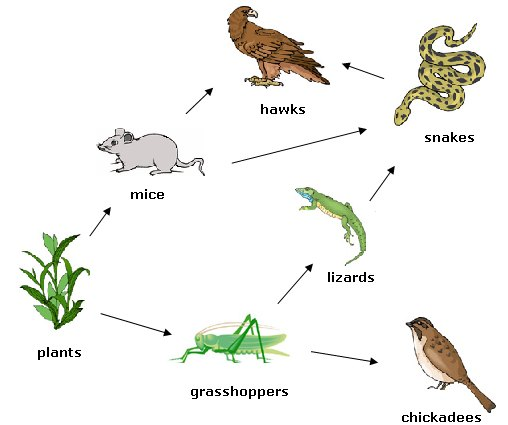 hawks
snakes
mice
lizards
plants
grasshoppers
chickadees